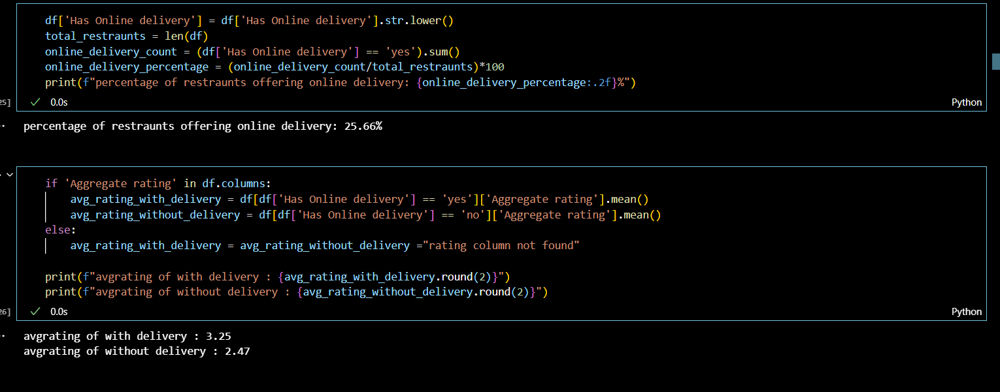 df['Has Online delivery'] = df['Has Online delivery'].str.lower()
total_restraunts = len(df)
online_delivery_count = (df['Has Online delivery'] == 'yes').sum()
online_delivery_percentage = (online_delivery_count/total_restraunts)*100
print(f"percentage of restraunts offering online delivery: {online_delivery_percentage:.2f}%")
25] 0.0s Python
percentage of restraunts offering online delivery: 25.66%
if 'Aggregate rating' in df.columns:
    avg_rating_with_delivery = df[df['Has Online delivery'] == 'yes']['Aggregate rating'].mean()
    avg_rating_without_delivery = df[df['Has Online delivery'] == 'no']['Aggregate rating'].mean()
else:
    avg_rating_with_delivery = avg_rating_without_delivery ="rating column not found"
print(f"avgrating of with delivery : {avg_rating_with_delivery.round(2)}")
print(f"avgrating of without delivery : {avg_rating_without_delivery.round(2)}")
26] 0.0s Python
avgrating of with delivery : 3.25
avgrating of without delivery : 2.47